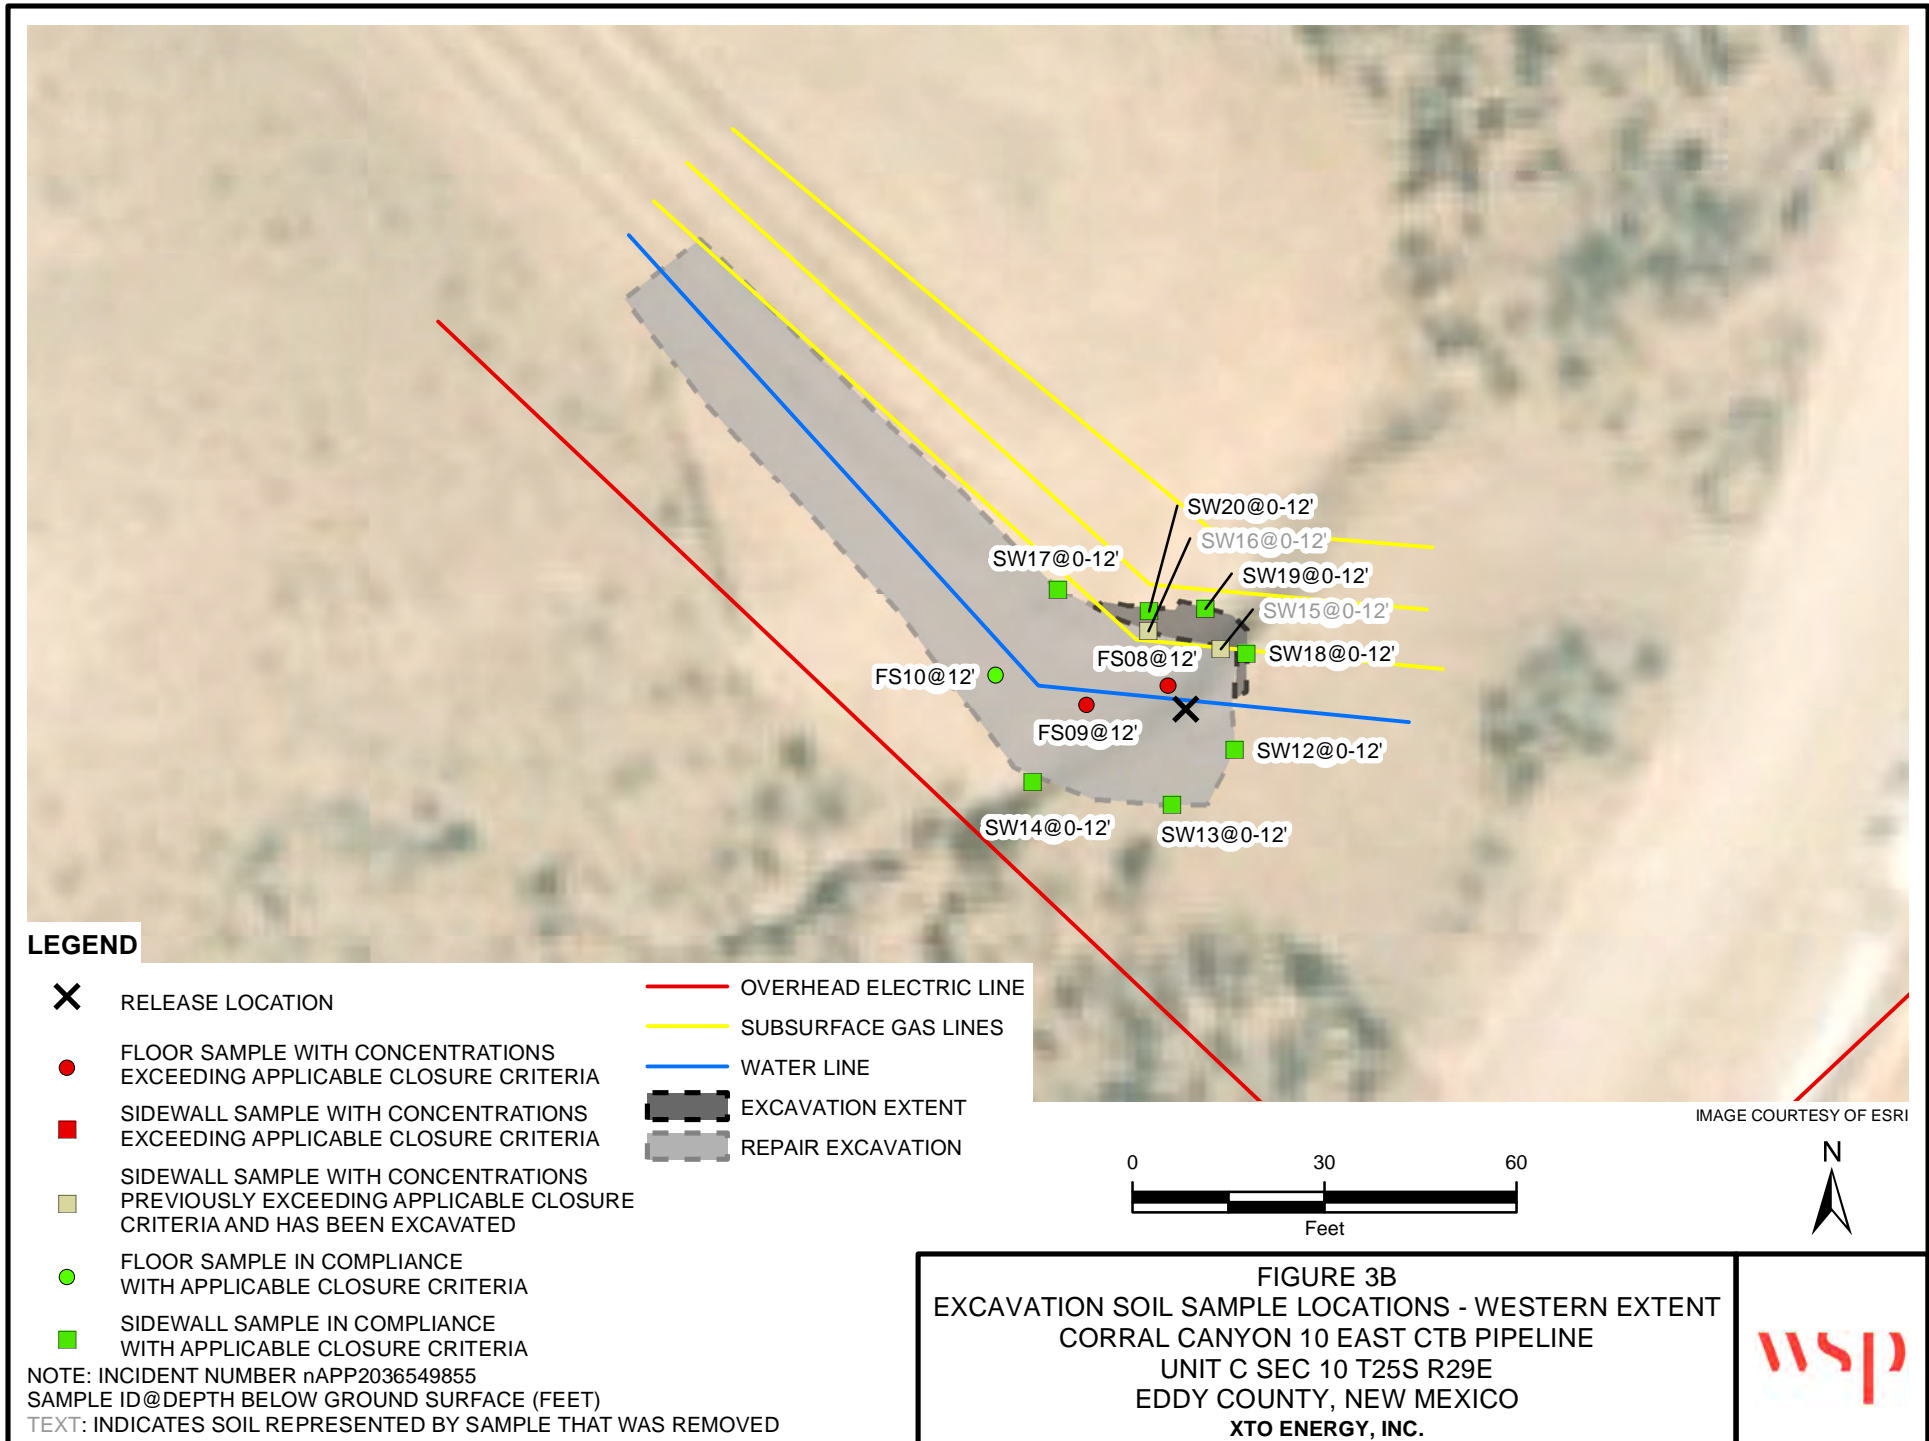 SW20@0-12'
SW16@0-12'
SW17@0-12'
SW19@0-12'
SW15@0-12'
FS08@12'
SW18@0-12'
FS10@12'
FS09@12'
SW12@0-12'
SW14@0-12'
SW13@0-12'
LEGEND
RELEASE LOCATION
FLOOR SAMPLE WITH CONCENTRATIONS
EXCEEDING APPLICABLE CLOSURE CRITERIA
SIDEWALL SAMPLE WITH CONCENTRATIONS
EXCEEDING APPLICABLE CLOSURE CRITERIA
SIDEWALL SAMPLE WITH CONCENTRATIONS
PREVIOUSLY EXCEEDING APPLICABLE CLOSURE
CRITERIA AND HAS BEEN EXCAVATED
FLOOR SAMPLE IN COMPLIANCE
WITH APPLICABLE CLOSURE CRITERIA
SIDEWALL SAMPLE IN COMPLIANCE
WITH APPLICABLE CLOSURE CRITERIA
OVERHEAD ELECTRIC LINE
SUBSURFACE GAS LINES
WATER LINE
EXCAVATION EXTENT
REPAIR EXCAVATION
NOTE: INCIDENT NUMBER nAPP2036549855
SAMPLE ID@DEPTH BELOW GROUND SURFACE (FEET)
TEXT: INDICATES SOIL REPRESENTED BY SAMPLE THAT WAS REMOVED
IMAGE COURTESY OF ESRI
0 30 60
Feet
N
FIGURE 3B
EXCAVATION SOIL SAMPLE LOCATIONS - WESTERN EXTENT
CORRAL CANYON 10 EAST CTB PIPELINE
UNIT C SEC 10 T25S R29E
EDDY COUNTY, NEW MEXICO
XTO ENERGY, INC.
wsp